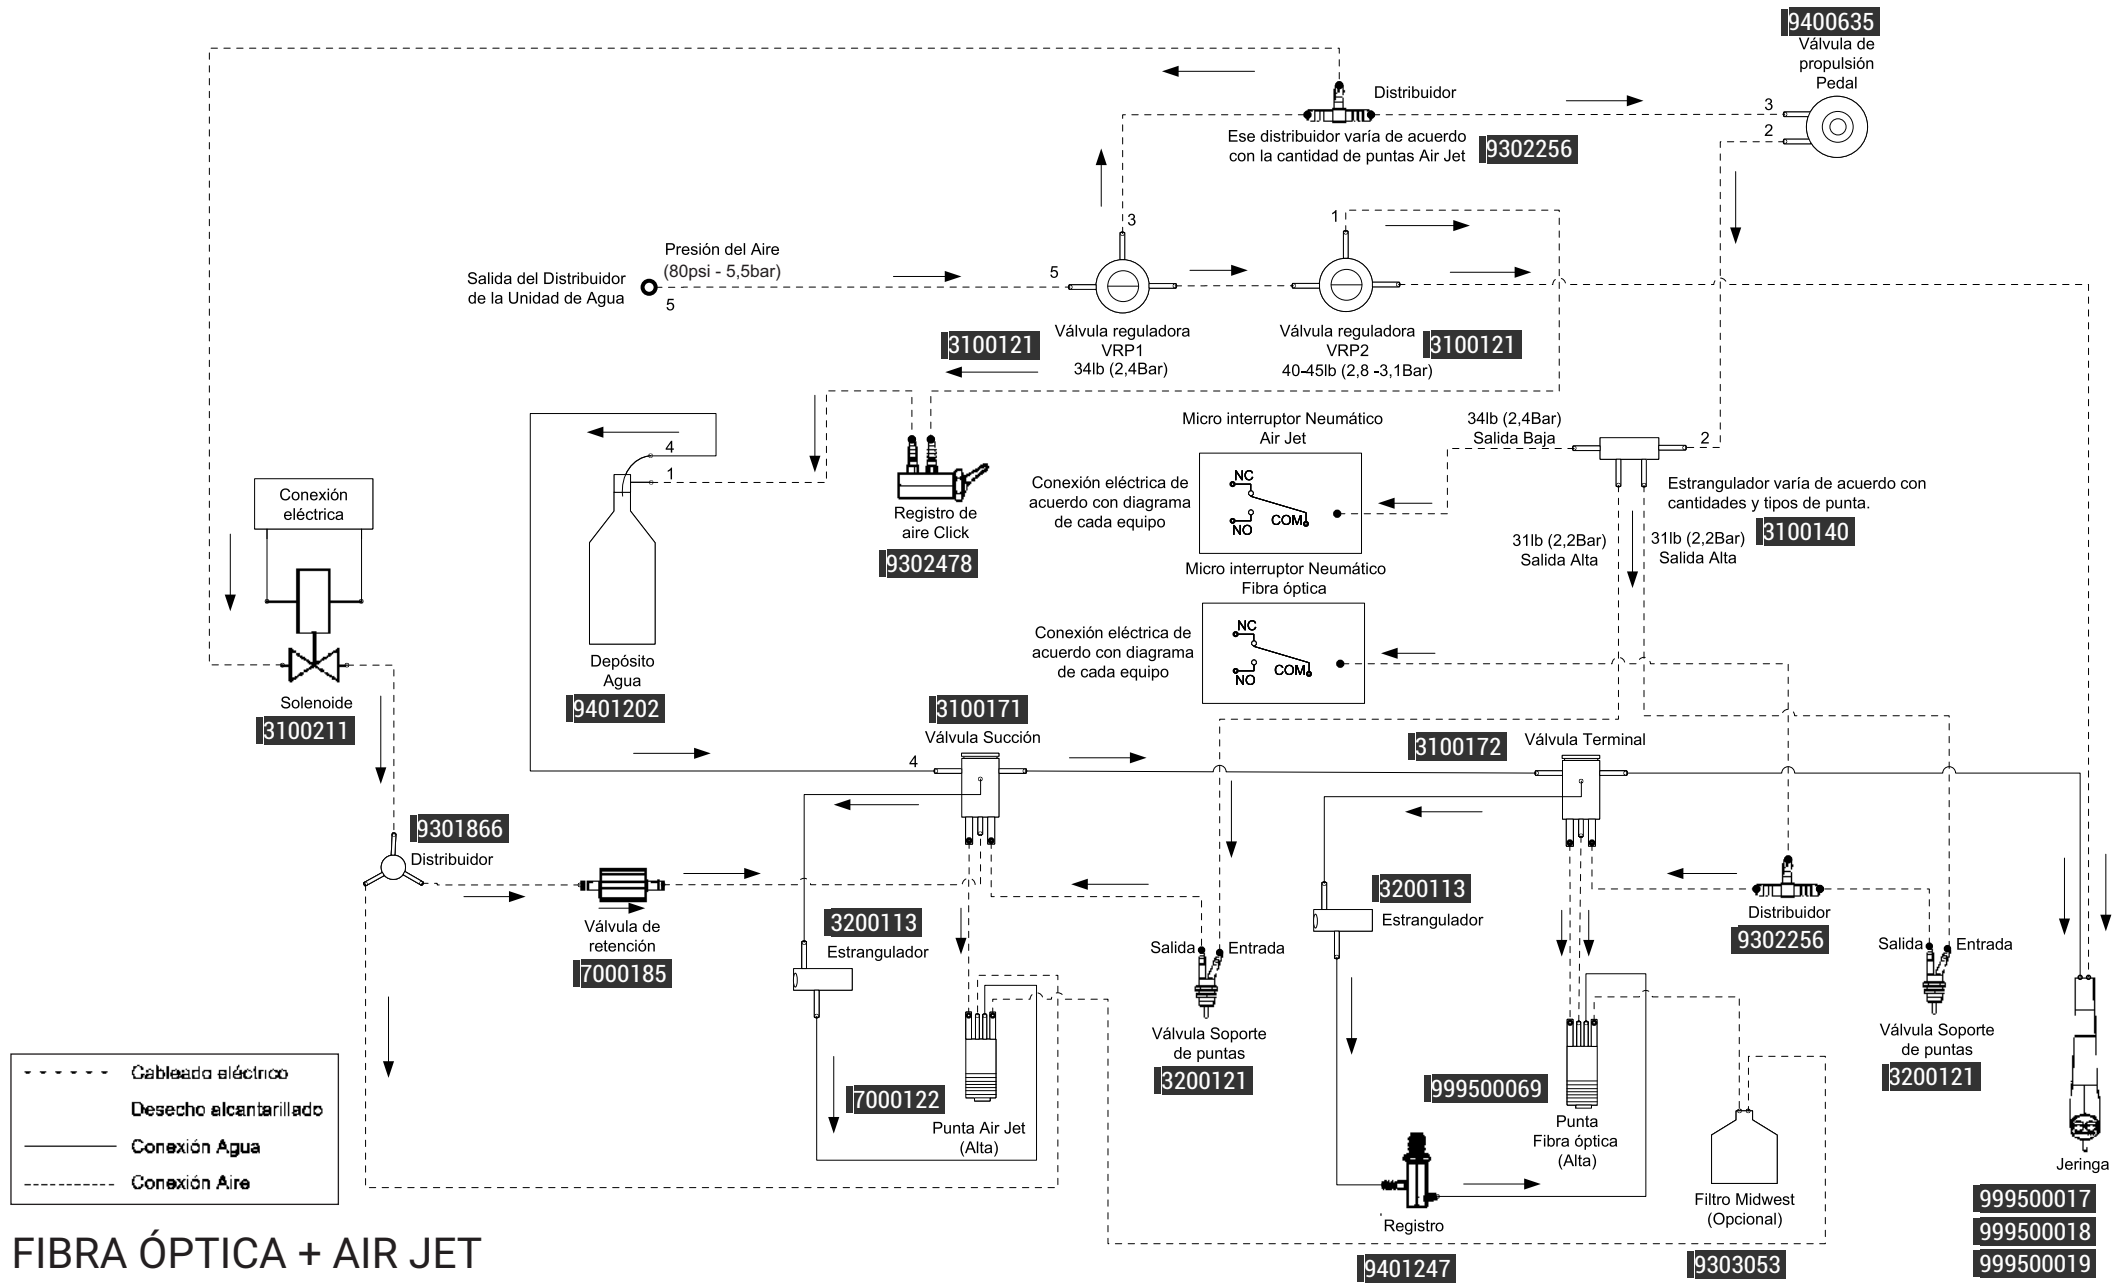 9400635
Válvula de
propulsión
Pedal
3
2
Distribuidor
Ese distribuidor varía de acuerdo
con la cantidad de puntas Air Jet
9302256
3
1
Presión del Aire
(80psi - 5,5bar)
Salida del Distribuidor
de la Unidad de Agua
5
5
Válvula reguladora
VRP1
34lb (2,4Bar)
3100121
Válvula reguladora
VRP2
40-45lb (2,8 -3,1Bar)
3100121
4
1
Registro de
aire Click
9302478
Micro interruptor Neumático
Air Jet
Conexión eléctrica de
acuerdo con diagrama
de cada equipo
NC
NO
COM
34lb (2,4Bar)
Salida Baja
2
Estrangulador varía de acuerdo con
cantidades y tipos de punta.
3100140
31lb (2,2Bar)
Salida Alta
31lb (2,2Bar)
Salida Alta
Micro interruptor Neumático
Fibra óptica
Conexión eléctrica de
acuerdo con diagrama
de cada equipo
NC
NO
COM
Conexión
eléctrica
Solenoide
3100211
Depósito
Agua
9401202
3100171
Válvula Succión
4
3100172
Válvula Terminal
9301866
Distribuidor
Válvula de
retención
7000185
3200113
Estrangulador
3200113
Estrangulador
Distribuidor
9302256
Salida
Entrada
Válvula Soporte
de puntas
3200121
Salida
Entrada
Válvula Soporte
de puntas
3200121
7000122
Punta Air Jet
(Alta)
999500069
Punta
Fibra óptica
(Alta)
Registro
9401247
Filtro Midwest
(Opcional)
9303053
Jeringa
999500017
999500018
999500019
Cableado eléctrico
Desecho alcantarillado
Conexión Agua
Conexión Aire
FIBRA ÓPTICA + AIR JET